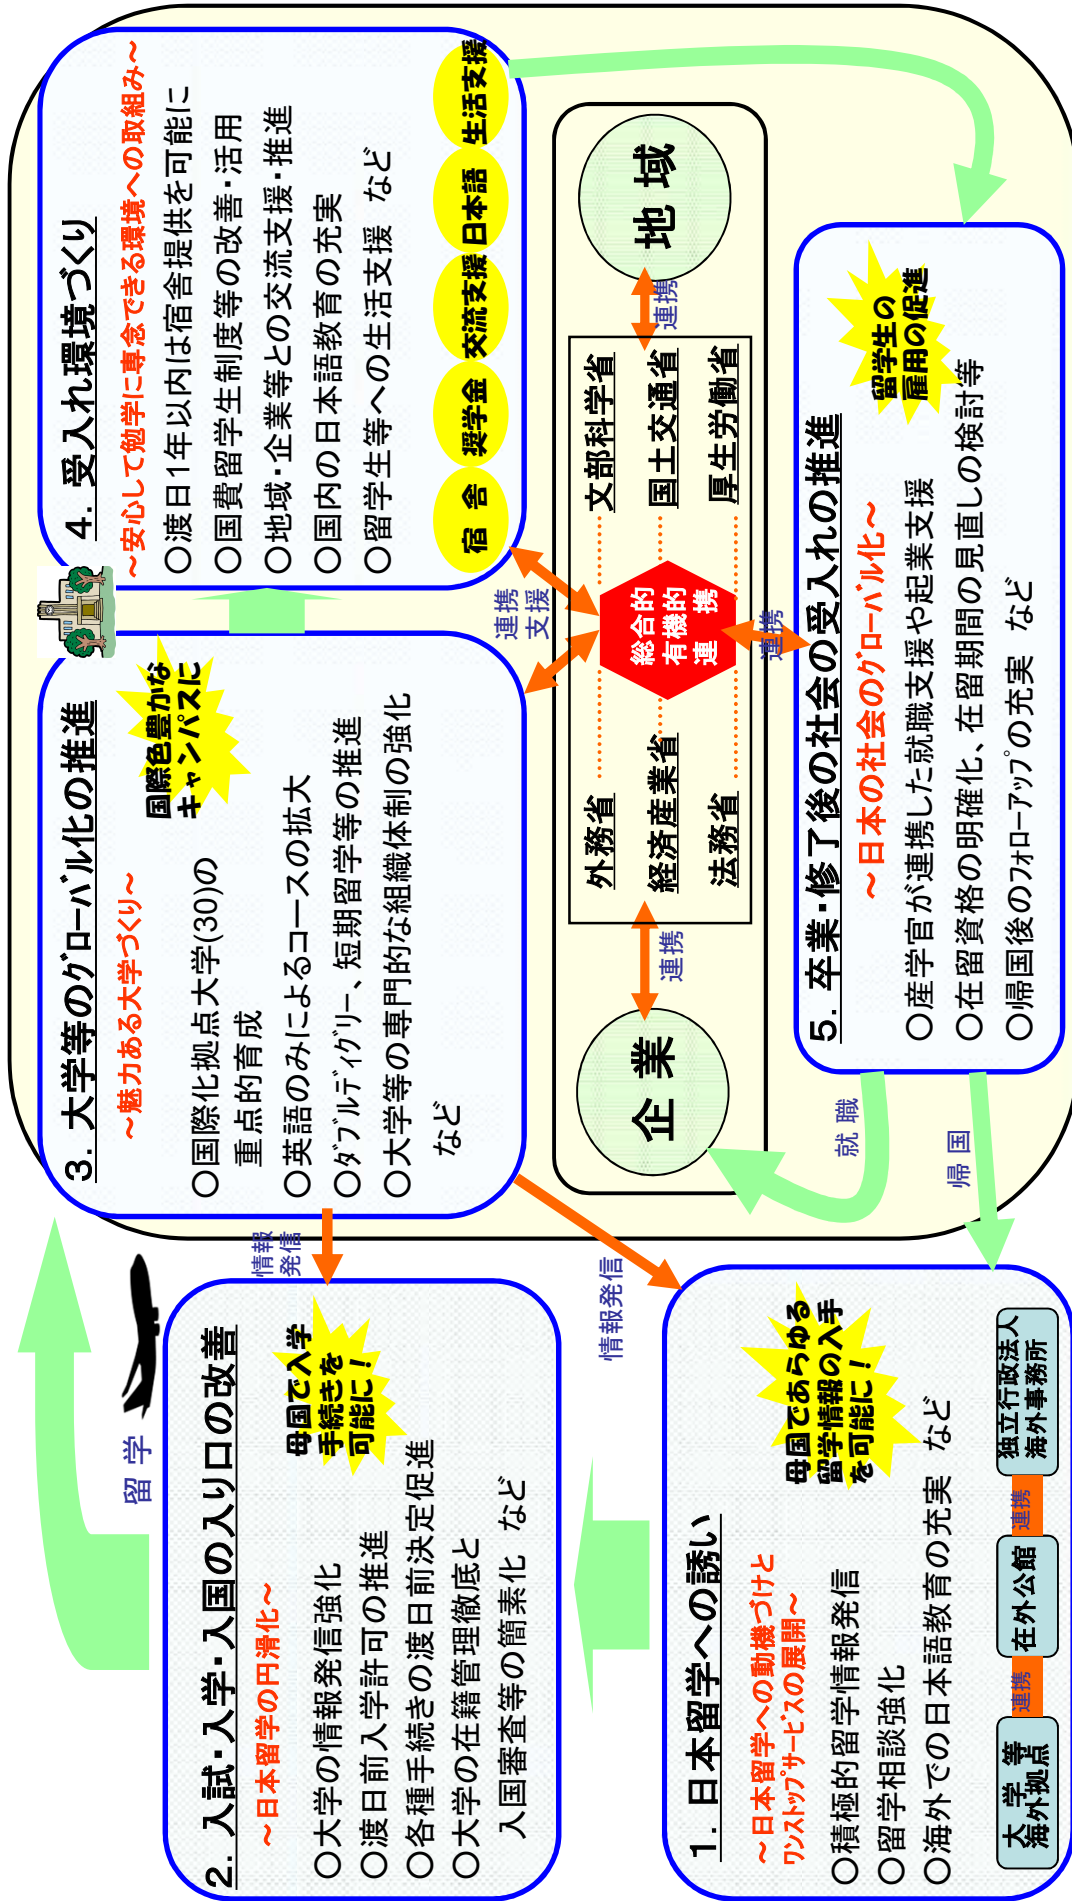 1. 日本留学への誘い
～日本留学への動機づけと
ﾜﾝｽﾄｯﾌﾟｻｰﾋﾞｽの展開～
○積極的留学情報発信
○留学相談強化
○海外での日本語教育の充実 など
母国であらゆる
留学情報の入手
を可能に！
大 学 等
海外拠点
連携
在外公館
連携
独立行政法人
海外事務所
2. 入試・入学・入国の入り口の改善
～日本留学の円滑化～
○大学の情報発信強化
○渡日前入学許可の推進
○各種手続きの渡日前決定促進
○大学の在籍管理徹底と
入国審査等の簡素化 など
母国で入学
手続きを
可能に！
留 学
情報
発信
情報発信
3. 大学等のｸﾞﾛｰﾊﾞﾙ化の推進
～魅力ある大学づくり～
国際色豊かな
キャンパスに
○国際化拠点大学(30)の
重点的育成
○英語のみによるコースの拡大
○ﾀﾞﾌﾞﾙﾃﾞｨｸﾞﾘｰ、短期留学等の推進
○大学等の専門的な組織体制の強化
など
4. 受入れ環境づくり
～安心して勉学に専念できる環境への取組み～
○渡日1年以内は宿舎提供を可能に
○国費留学生制度等の改善・活用
○地域・企業等との交流支援・推進
○国内の日本語教育の充実
○留学生等への生活支援 など
宿 舎
奨学金
交流支援
日本語
生活支援
連携
支援
企 業
連携
外務省
文部科学省
経済産業省
国土交通省
法務省
厚生労働省
総合的
有機的
連 携
連携
地 域
連携
5. 卒業・修了後の社会の受入れの推進
～日本の社会のｸﾞﾛｰﾊﾞﾙ化～
○産学官が連携した就職支援や起業支援
○在留資格の明確化、在留期間の見直しの検討等
○帰国後のﾌｫﾛｰｱｯﾌﾟの充実 など
留学生の
雇用の促進
就 職
帰 国